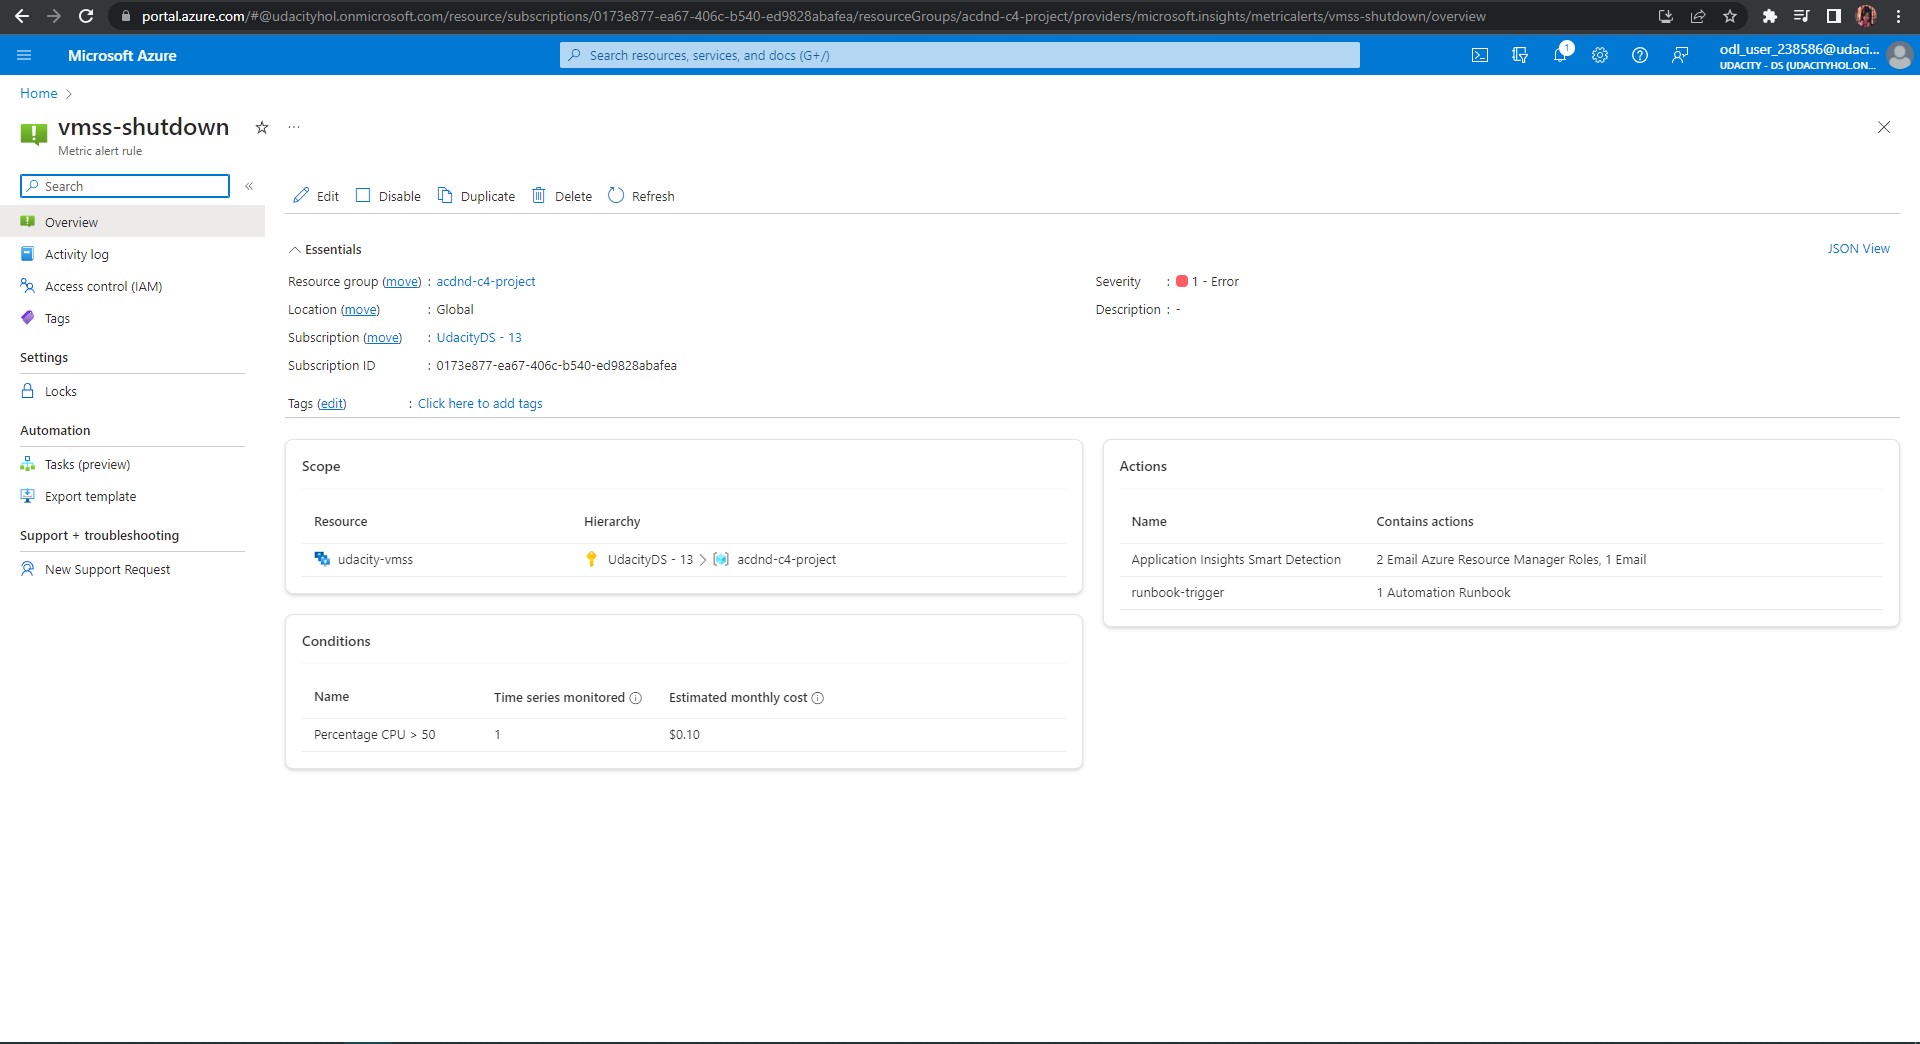 portal.azure.com/#@udacityhol.onmicrosoft.com/resource/subscriptions/0173e877-ea67-406c-b540-ed9828abafea/resourceGroups/acdnd-c4-project/providers/microsoft.insights/metricalerts/vmss-shutdown/overview
Microsoft Azure
Search resources, services, and docs (G+/)
1
odl_user_238586@udaci...
UDACITY - DS (UDACITYHOL.ON...
Home
vmss-shutdown
Metric alert rule
Search
Overview
Activity log
Access control (IAM)
Tags
Settings
Locks
Automation
Tasks (preview)
Export template
Support + troubleshooting
New Support Request
Edit Disable Duplicate Delete Refresh
Essentials
JSON View
Resource group (move) : acdnd-c4-project
Location (move) : Global
Subscription (move) : UdacityDS - 13
Subscription ID : 0173e877-ea67-406c-b540-ed9828abafea
Severity : 1 - Error
Description : -
Tags (edit) : Click here to add tags
Scope
Resource Hierarchy
udacity-vmss UdacityDS - 13 > acdnd-c4-project
Conditions
Name Time series monitored Estimated monthly cost
Percentage CPU > 50 1 $0.10
Actions
Name Contains actions
Application Insights Smart Detection 2 Email Azure Resource Manager Roles, 1 Email
runbook-trigger 1 Automation Runbook